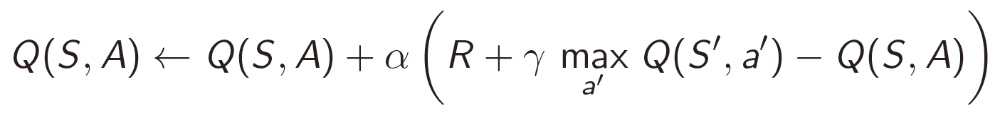 Q(S, A) ← Q(S, A) + α ( R + γ max_{a′} Q(S′, a′) − Q(S, A) )